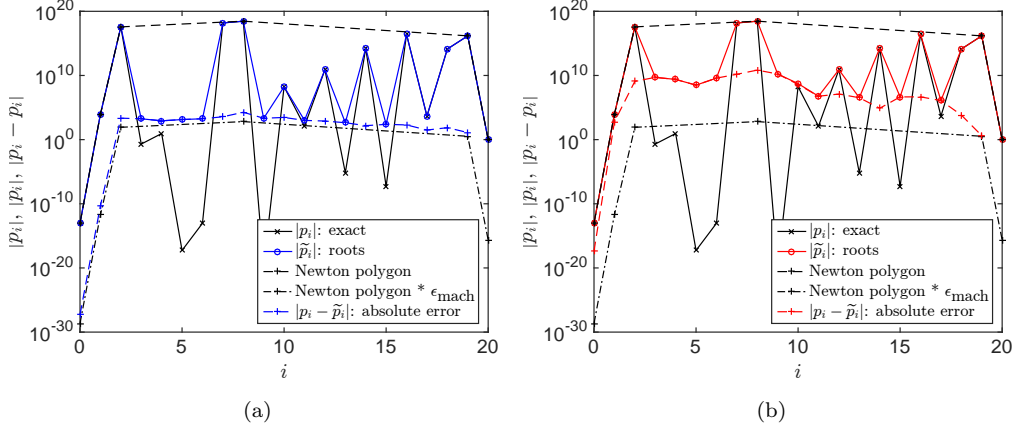 10^20
10^10
10^0
10^-10
10^-20
10^-30
|p_i|, |p̃_i|, |p̃_i − p_i|
|p_i|: exact
|p̃_i|: roots
Newton polygon
Newton polygon * ϵ_mach
|p_i − p̃_i|: absolute error
0 5 10 15 20
i
(a)
10^20
10^10
10^0
10^-10
10^-20
10^-30
|p_i|, |p̃_i|, |p̃_i − p_i|
|p_i|: exact
|p̃_i|: roots
Newton polygon
Newton polygon * ϵ_mach
|p_i − p̃_i|: absolute error
0 5 10 15 20
i
(b)